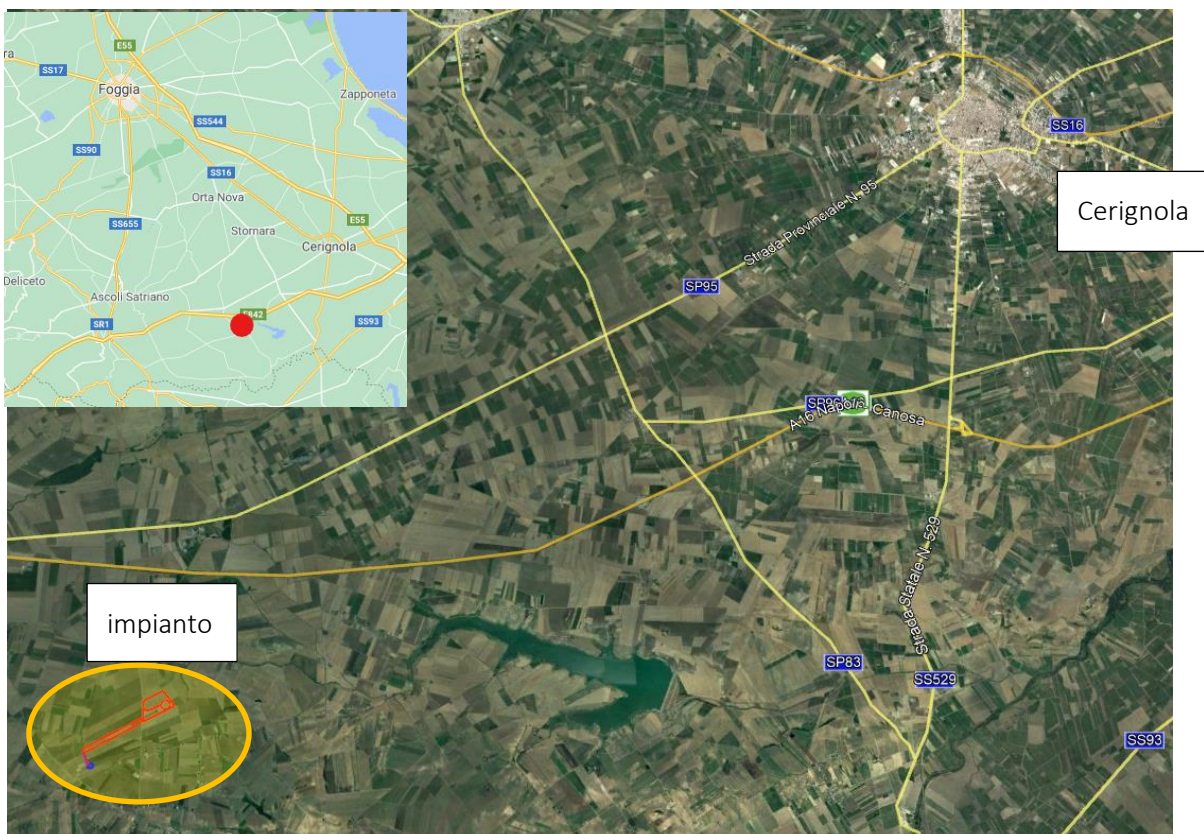 E55
SS17
Foggia
Zapponeta
SS544
SS90
SS16
Orta Nova
SS655
E55
Stornara
Cerignola
Deliceto
Ascoli Satriano
E842
SR1
SS93
SS16
Cerignola
Strada Provinciale N. 95
SP95
A16 Napoli Canosa
Strada Statale N. 529
impianto
SP83
SS529
SS93